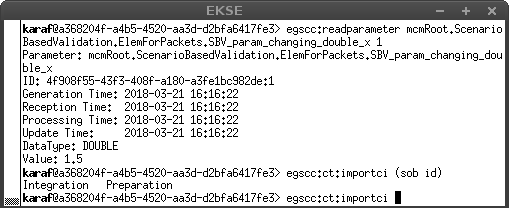 EKSE
karaf@a368204f-a4b5-4520-aa3d-d2bfa6417fe3> egscc:readparameter mcmRoot.Scenario
BasedValidation.ElemForPackets.SBV_param_changing_double_x 1
Parameter: mcmRoot.ScenarioBasedValidation.ElemForPackets.SBV_param_changing_dou
ble_x
ID: 4f908f55-43f3-408f-a180-a3fe1bc982de:1
Generation Time: 2018-03-21 16:16:22
Reception Time:  2018-03-21 16:16:22
Processing Time: 2018-03-21 16:16:22
Update Time:     2018-03-21 16:16:22
DataType: DOUBLE
Value: 1.5
karaf@a368204f-a4b5-4520-aa3d-d2bfa6417fe3> egscc:ct:importci (sob id)
Integration   Preparation
karaf@a368204f-a4b5-4520-aa3d-d2bfa6417fe3> egscc:ct:importci